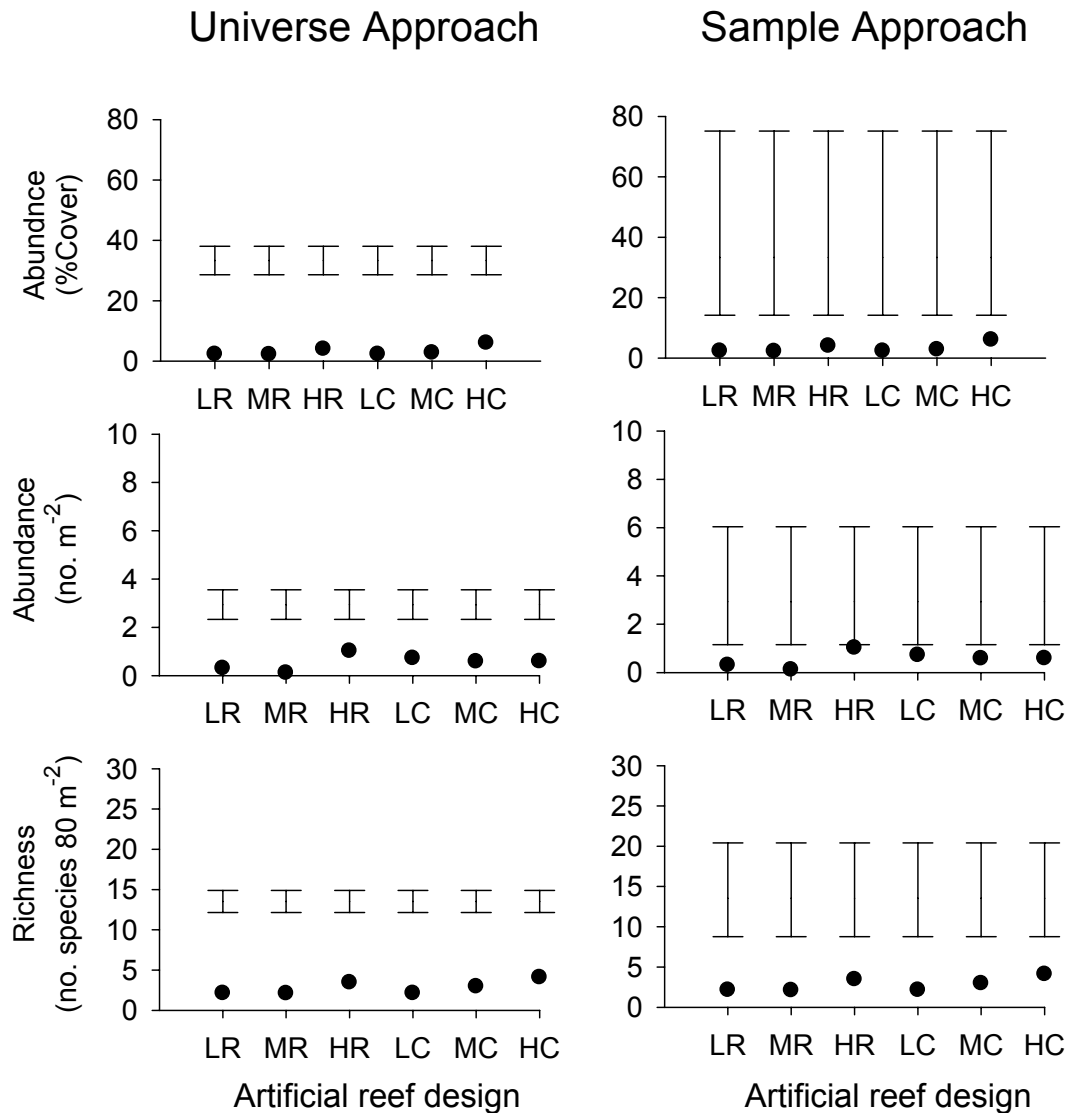 Universe Approach
Sample Approach
Abundnce
(%Cover)
80
60
40
20
0
LR MR HR LC MC HC
80
60
40
20
0
LR MR HR LC MC HC
Abundance
(no. m-2)
10
8
6
4
2
0
LR MR HR LC MC HC
10
8
6
4
2
0
LR MR HR LC MC HC
Richness
(no. species 80 m-2)
30
25
20
15
10
5
0
LR MR HR LC MC HC
Artificial reef design
30
25
20
15
10
5
0
LR MR HR LC MC HC
Artificial reef design